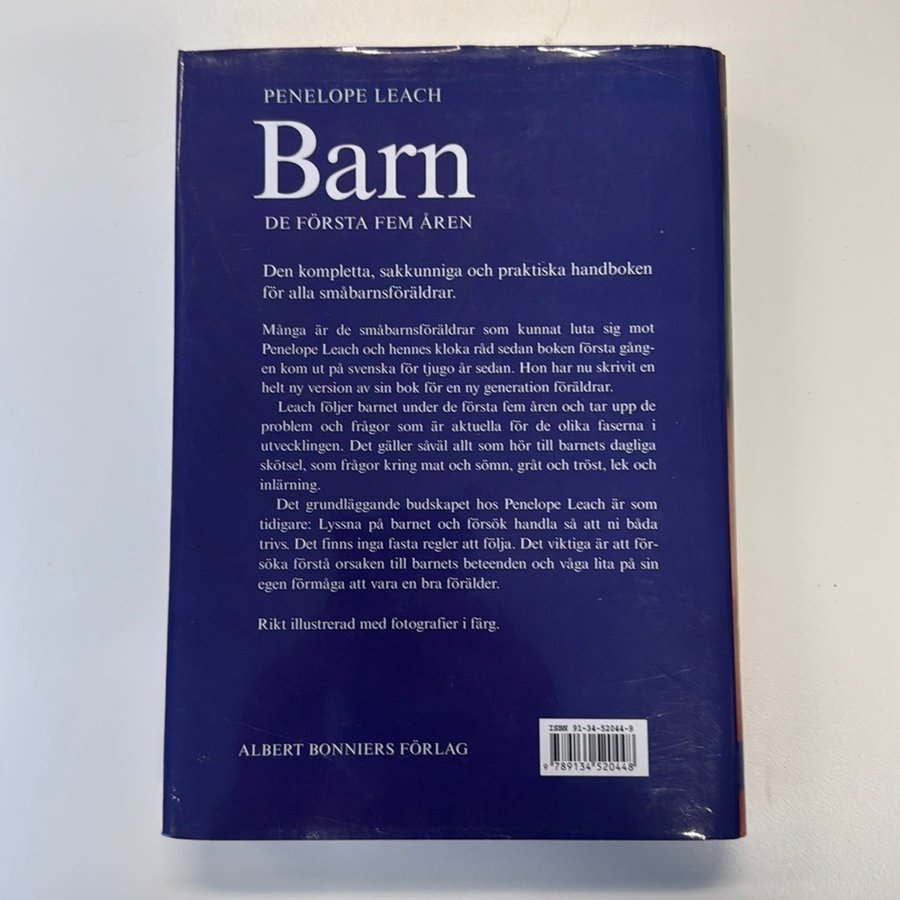 PENELOPE LEACH
Barn
DE FÖRSTA FEM ÅREN
Den kompletta, sakkunniga och praktiska handboken
för alla småbarnsföräldrar.
Många är de småbarnsföräldrar som kunnat luta sig mot
Penelope Leach och hennes kloka råd sedan boken första gång-
en kom ut på svenska för tjugo år sedan. Hon har nu skrivit en
helt ny version av sin bok för en ny generation föräldrar.
Leach följer barnet under de första fem åren och tar upp de
problem och frågor som är aktuella för de olika faserna i
utvecklingen. Det gäller såväl allt som hör till barnets dagliga
skötsel, som frågor kring mat och sömn, gråt och tröst, lek och
inlärning.
Det grundläggande budskapet hos Penelope Leach är som
tidigare: Lyssna på barnet och försök handla så att ni båda
trivs. Det finns inga fasta regler att följa. Det viktiga är att för-
söka förstå orsaken till barnets beteenden och våga lita på sin
egen förmåga att vara en bra förälder.
Rikt illustrerad med fotografier i färg.
ALBERT BONNIERS FÖRLAG
ISBN 91-34-52044-9
9 789134 520448